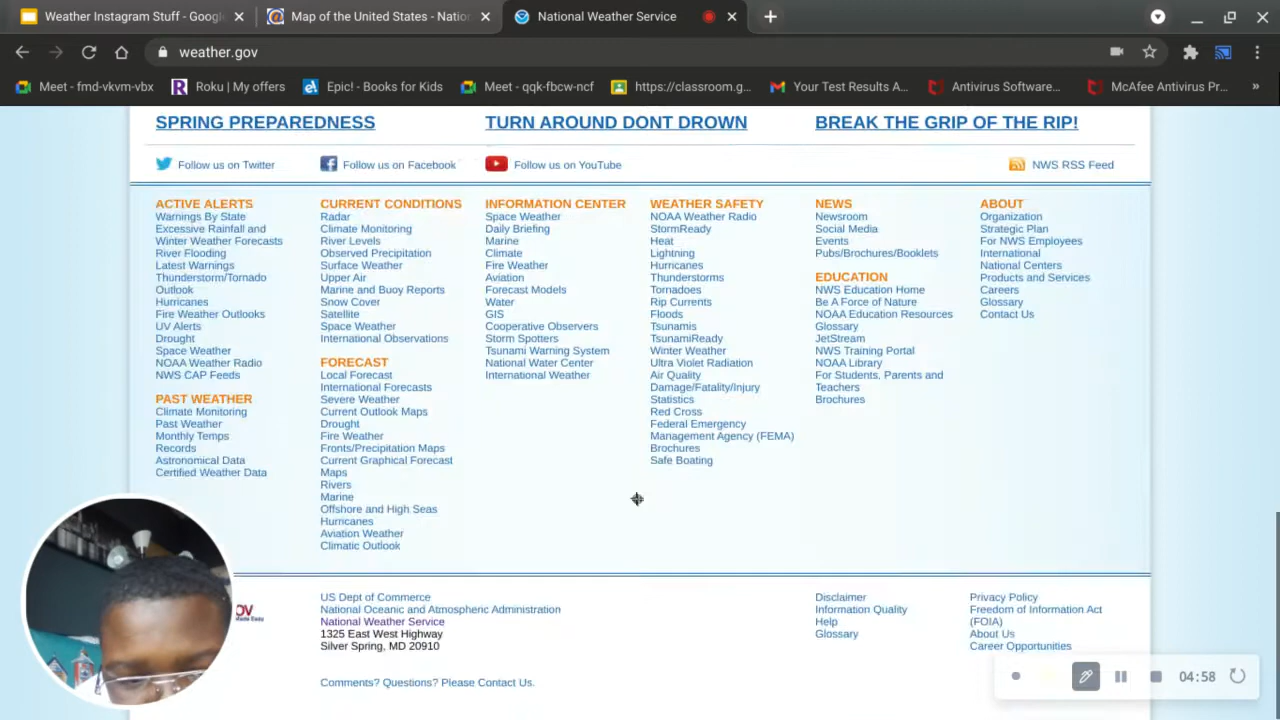 Weather Instagram Stuff - Google
Map of the United States - Nation
National Weather Service
weather.gov
Meet - fmd-vkvm-vbx
Roku | My offers
Epic! - Books for Kids
Meet - qqk-fbcw-ncf
https://classroom.g...
Your Test Results A...
Antivirus Software...
McAfee Antivirus Pr...
»
SPRING PREPAREDNESS
TURN AROUND DONT DROWN
BREAK THE GRIP OF THE RIP!
Follow us on Twitter
Follow us on Facebook
Follow us on YouTube
NWS RSS Feed
ACTIVE ALERTS
Warnings By State
Excessive Rainfall and
Winter Weather Forecasts
River Flooding
Latest Warnings
Thunderstorm/Tornado
Outlook
Hurricanes
Fire Weather Outlooks
UV Alerts
Drought
Space Weather
NOAA Weather Radio
NWS CAP Feeds
PAST WEATHER
Climate Monitoring
Past Weather
Monthly Temps
Records
Astronomical Data
Certified Weather Data
CURRENT CONDITIONS
Radar
Climate Monitoring
River Levels
Observed Precipitation
Surface Weather
Upper Air
Marine and Buoy Reports
Snow Cover
Satellite
Space Weather
International Observations
FORECAST
Local Forecast
International Forecasts
Severe Weather
Current Outlook Maps
Drought
Fire Weather
Fronts/Precipitation Maps
Current Graphical Forecast
Maps
Rivers
Marine
Offshore and High Seas
Hurricanes
Aviation Weather
Climatic Outlook
INFORMATION CENTER
Space Weather
Daily Briefing
Marine
Climate
Fire Weather
Aviation
Forecast Models
Water
GIS
Cooperative Observers
Storm Spotters
Tsunami Warning System
National Water Center
International Weather
WEATHER SAFETY
NOAA Weather Radio
StormReady
Heat
Lightning
Hurricanes
Thunderstorms
Tornadoes
Rip Currents
Floods
Tsunamis
TsunamiReady
Winter Weather
Ultra Violet Radiation
Air Quality
Damage/Fatality/Injury
Statistics
Red Cross
Federal Emergency
Management Agency (FEMA)
Brochures
Safe Boating
NEWS
Newsroom
Social Media
Events
Pubs/Brochures/Booklets
EDUCATION
NWS Education Home
Be A Force of Nature
NOAA Education Resources
Glossary
JetStream
NWS Training Portal
NOAA Library
For Students, Parents and
Teachers
Brochures
ABOUT
Organization
Strategic Plan
For NWS Employees
International
National Centers
Products and Services
Careers
Glossary
Contact Us
US Dept of Commerce
National Oceanic and Atmospheric Administration
National Weather Service
1325 East West Highway
Silver Spring, MD 20910
Comments? Questions? Please Contact Us.
Disclaimer
Information Quality
Help
Glossary
Privacy Policy
Freedom of Information Act
(FOIA)
About Us
Career Opportunities
04:58